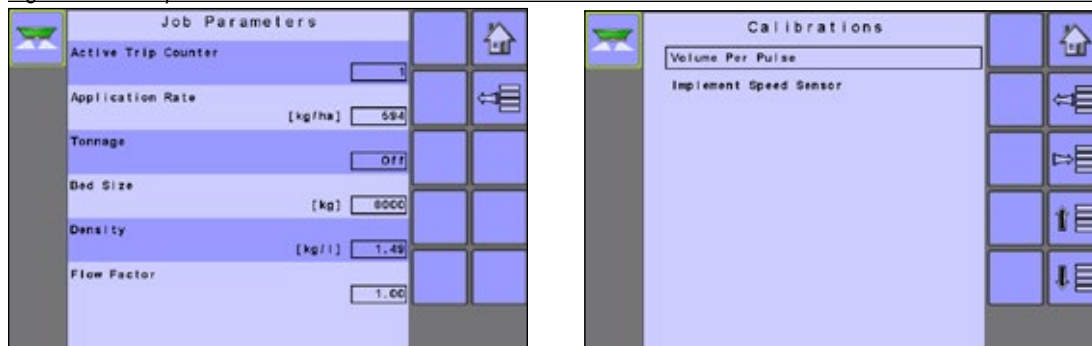 Job Parameters
Active Trip Counter
1
Application Rate
[kg/ha] 594
Tonnage
Off
Bed Size
[kg] 8000
Density
[kg/l] 1.49
Flow Factor
1.00
Calibrations
Volume Per Pulse
Implement Speed Sensor